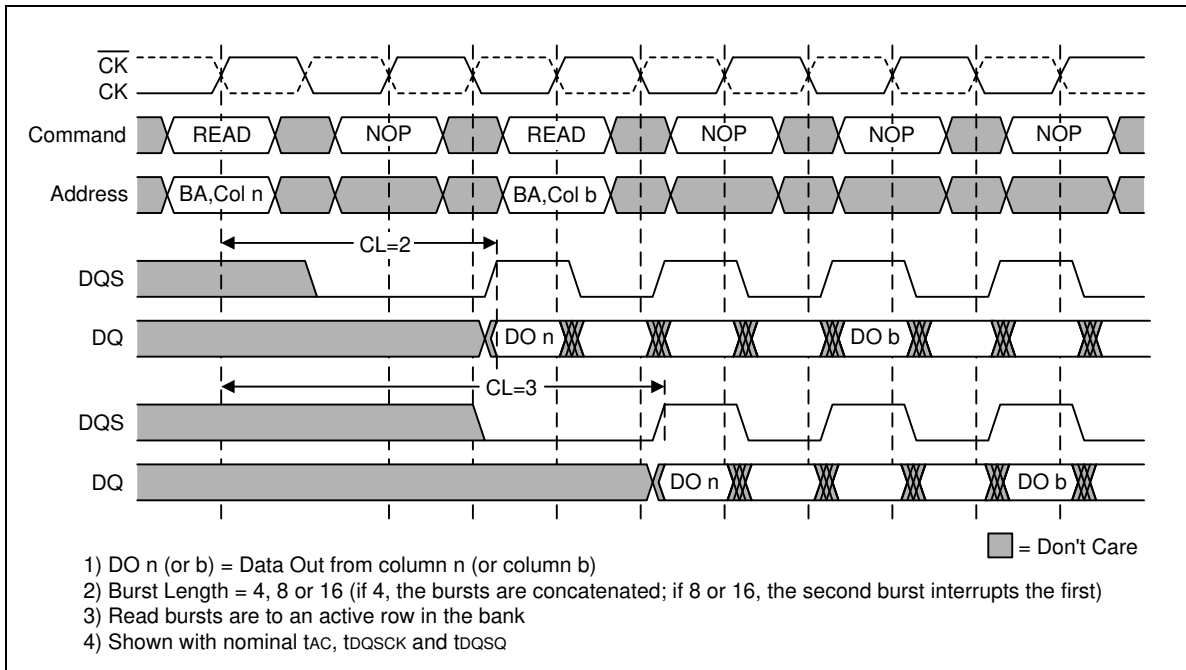 CK
CK
Command READ NOP READ NOP NOP NOP
Address BA,Col n BA,Col b
CL=2
DQS
DQ DO n DO b
CL=3
DQS
DQ DO n DO b
= Don't Care
1) DO n (or b) = Data Out from column n (or column b)
2) Burst Length = 4, 8 or 16 (if 4, the bursts are concatenated; if 8 or 16, the second burst interrupts the first)
3) Read bursts are to an active row in the bank
4) Shown with nominal tAC, tDQSCK and tDQSQ